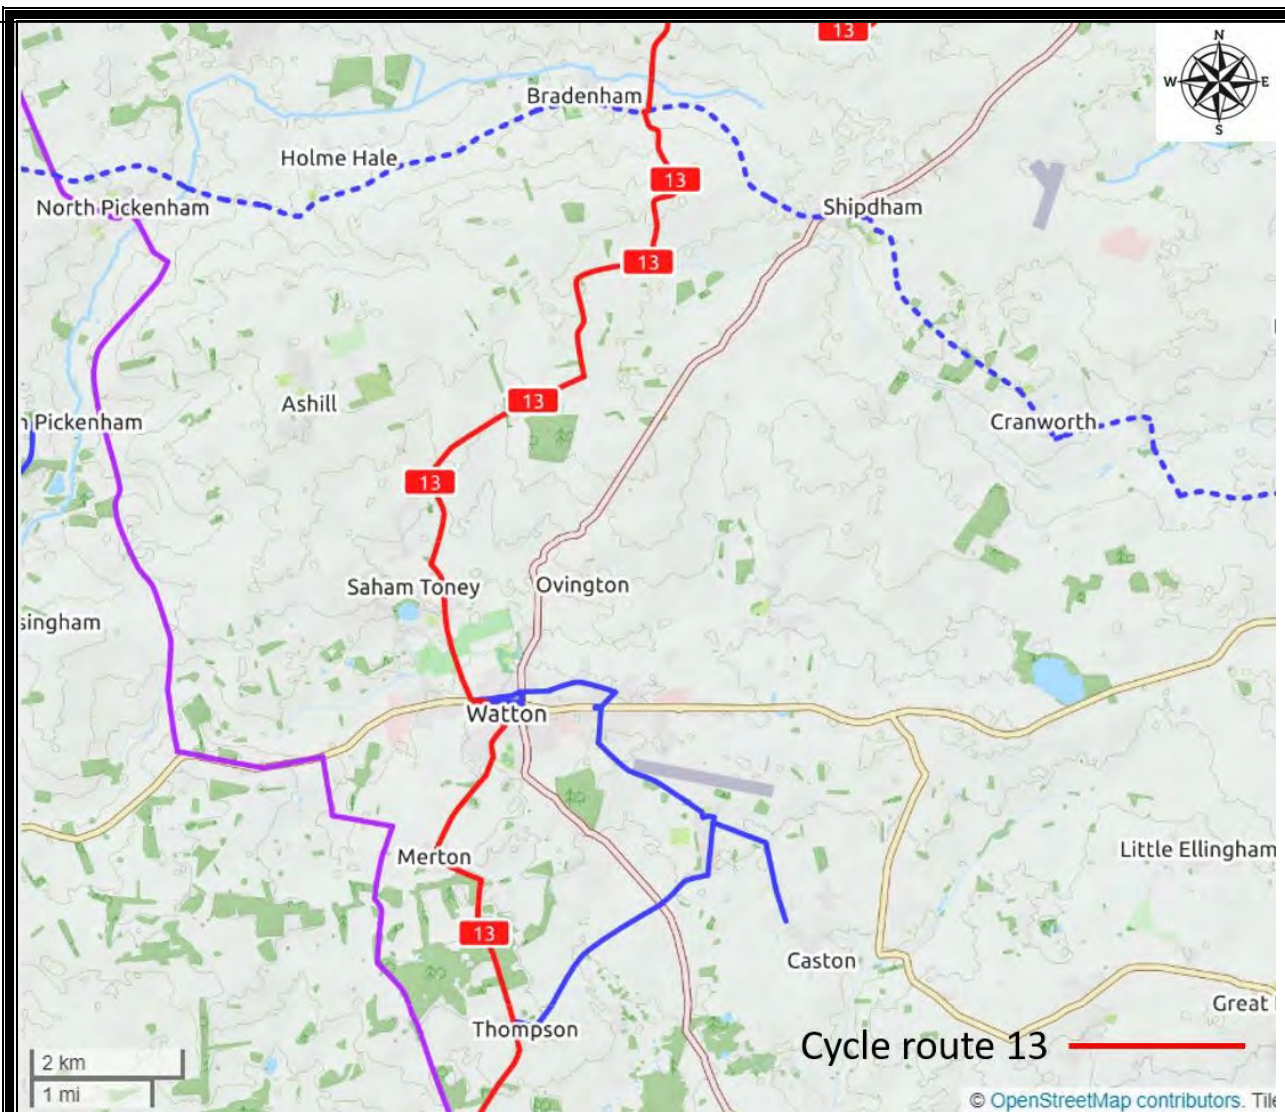 13
N
W E
S
Bradenham
Holme Hale
13
North Pickenham
Shipdham
13
Ashill
13
n Pickenham
Cranworth
13
Saham Toney
Ovington
singham
Watton
Merton
Little Ellingham
13
Caston
Great
Thompson
Cycle route 13
2 km
1 mi
© OpenStreetMap contributors. Tile